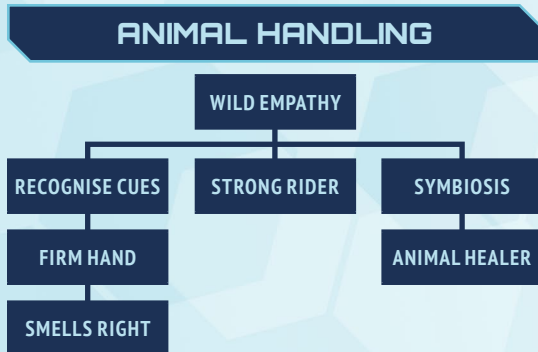 ANIMAL HANDLING
WILD EMPATHY
RECOGNISE CUES
STRONG RIDER
SYMBIOSIS
FIRM HAND
ANIMAL HEALER
SMELLS RIGHT